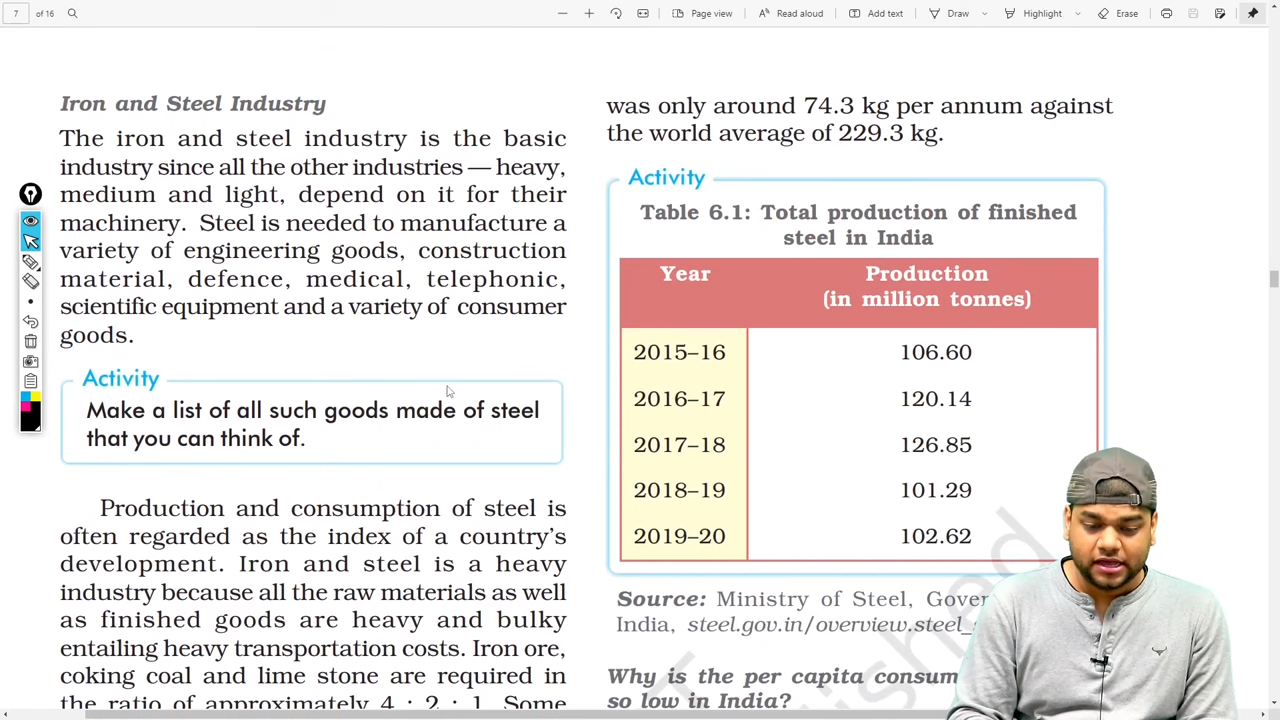 7 of 16 Page view Read aloud Add text Draw Highlight Erase
Iron and Steel Industry
The iron and steel industry is the basic
industry since all the other industries — heavy,
medium and light, depend on it for their
machinery. Steel is needed to manufacture a
variety of engineering goods, construction
material, defence, medical, telephonic,
scientific equipment and a variety of consumer
goods.
Activity
Make a list of all such goods made of steel
that you can think of.
Production and consumption of steel is
often regarded as the index of a country's
development. Iron and steel is a heavy
industry because all the raw materials as well
as finished goods are heavy and bulky
entailing heavy transportation costs. Iron ore,
coking coal and lime stone are required in
the ratio of approximately 4 : 2 : 1. Some
was only around 74.3 kg per annum against
the world average of 229.3 kg.
Activity
Table 6.1: Total production of finished
steel in India
Year Production
(in million tonnes)
2015–16 106.60
2016–17 120.14
2017–18 126.85
2018–19 101.29
2019–20 102.62
Source: Ministry of Steel,
India, steel.gov.in/overview.steel_
Why is the per capita
so low in India?